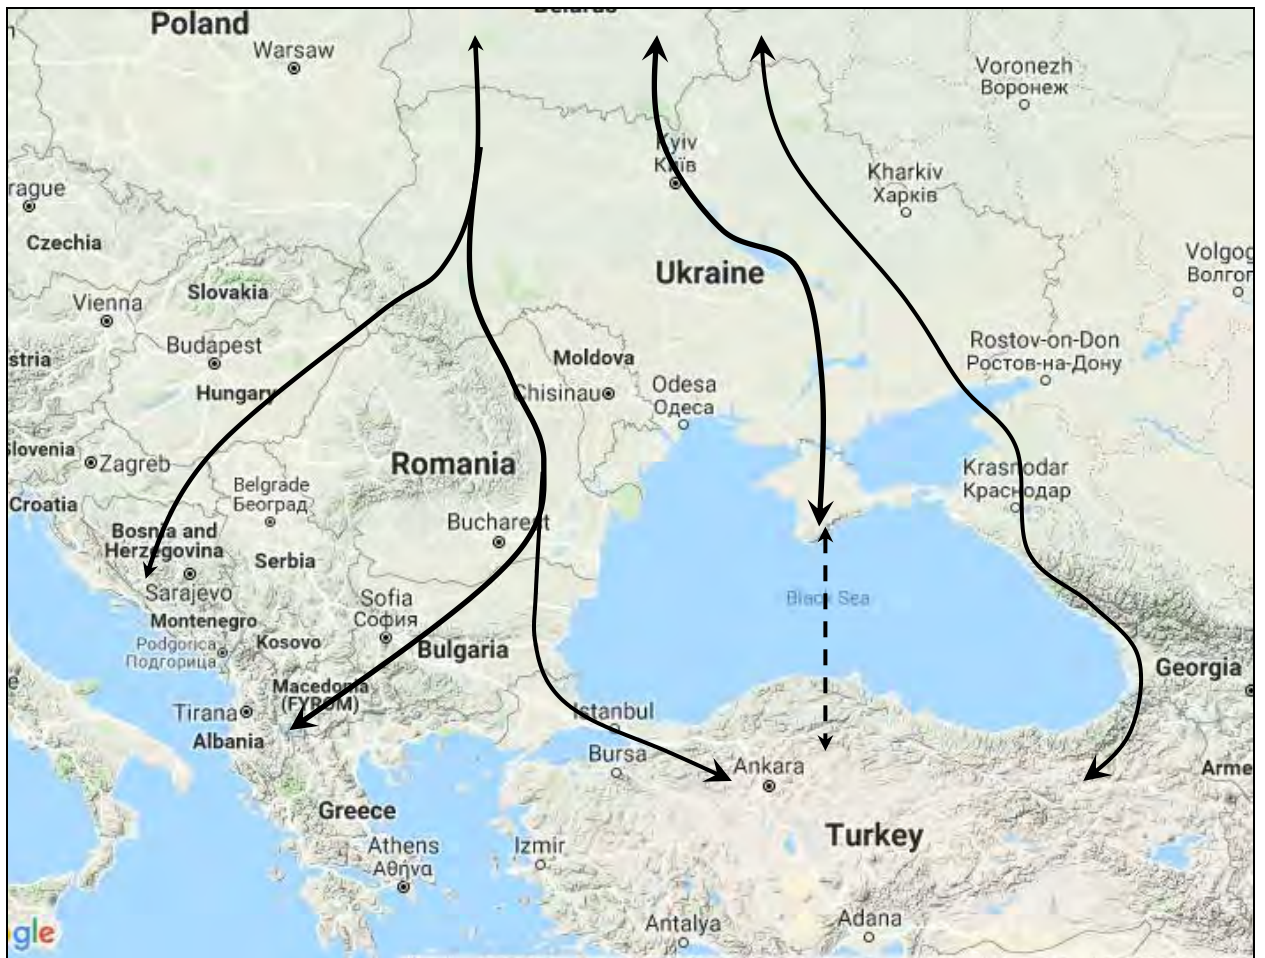 Poland
Belarus
Warsaw
Voronezh
Воронеж
Kyiv
Київ
Kharkiv
Харків
rague
Czechia
Volgog
Волгог
Ukraine
Slovakia
Vienna
Budapest
stria
Rostov-on-Don
Ростов-на-Дону
Moldova
Hungary
Chisinau
Odesa
Одеса
Slovenia
Zagreb
Romania
Krasnodar
Краснодар
Belgrade
Београд
Croatia
Bosnia and
Herzegovina
Bucharest
Serbia
Sarajevo
Sofia
София
Black Sea
Montenegro
Kosovo
Podgorica
Подгорица
Bulgaria
Georgia
Macedonia
(FYROM)
Tirana
Istanbul
Albania
Bursa
Ankara
Arme
Greece
Turkey
Athens
Αθήνα
Izmir
Antalya
Adana
gle